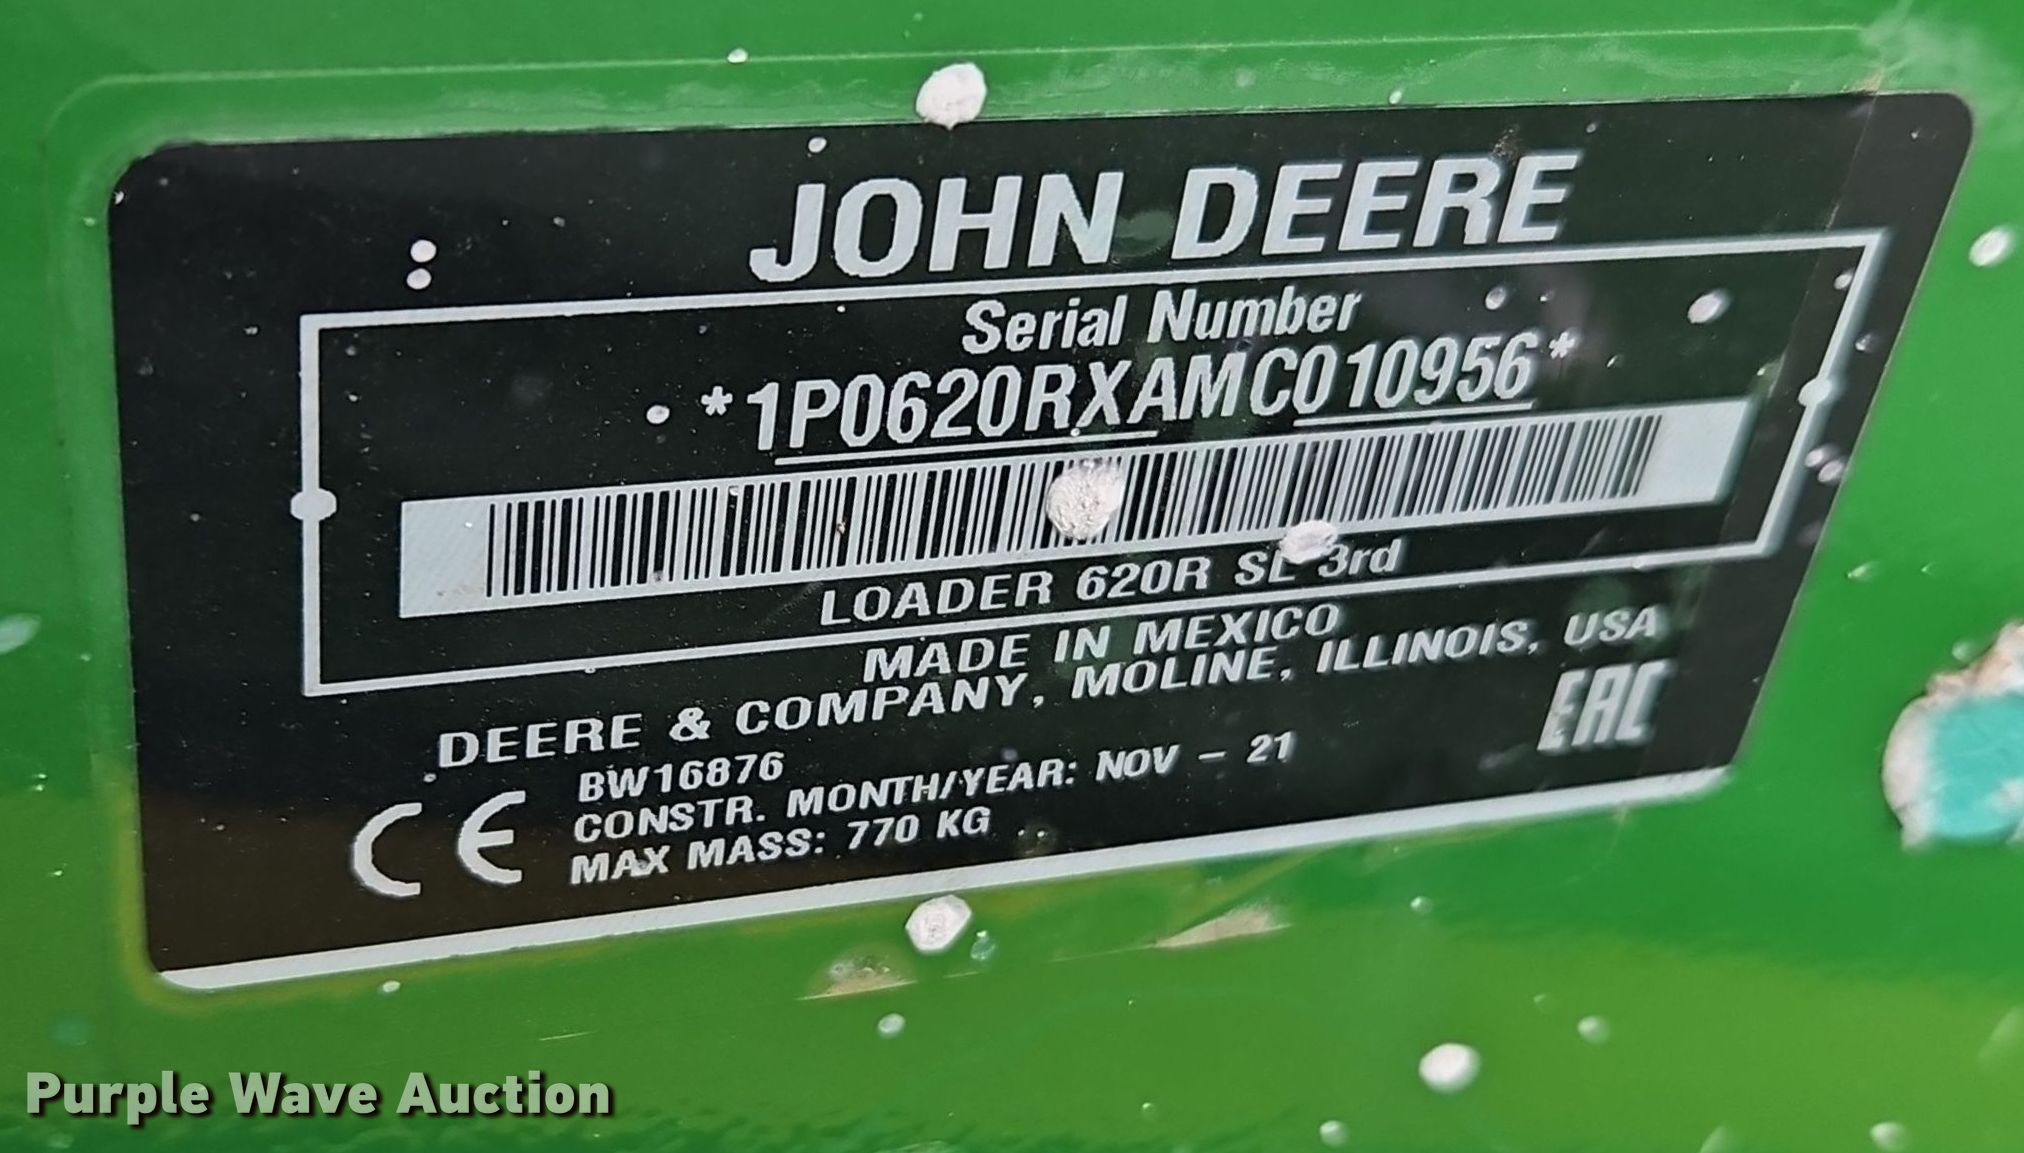 JOHN DEERE
Serial Number
*1P0620RXAMC010956*
LOADER 620R SL 3rd
MADE IN MEXICO
DEERE & COMPANY, MOLINE, ILLINOIS, USA
BW16876
CONSTR. MONTH/YEAR: NOV - 21
MAX MASS: 770 KG
CE
EAC
Purple Wave Auction